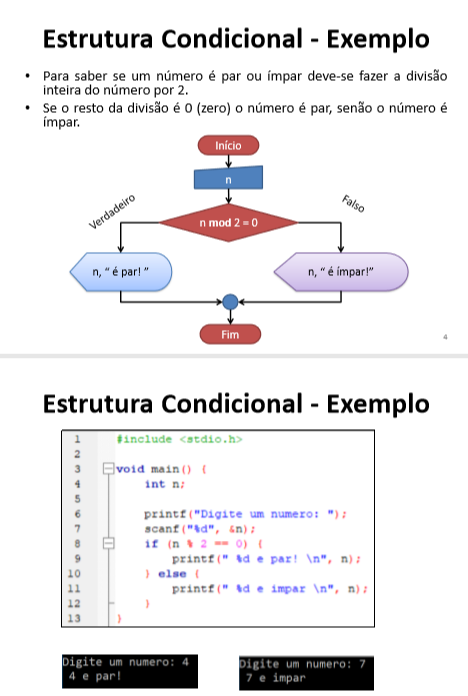 Estrutura Condicional - Exemplo
• Para saber se um número é par ou ímpar deve-se fazer a divisão
inteira do número por 2.
• Se o resto da divisão é 0 (zero) o número é par, senão o número é
ímpar.
Início
n
Verdadeiro
Falso
n mod 2 = 0
n, “ é par! ”
n, “ é ímpar!”
Fim
4
Estrutura Condicional - Exemplo
1 #include <stdio.h>
2
3 void main() {
4 int n;
5
6 printf("Digite um numero: ");
7 scanf("%d", &n);
8 if (n % 2 == 0) {
9 printf(" %d e par! \n", n);
10 } else {
11 printf(" %d e impar \n", n);
12 }
13 }
Digite um numero: 4
4 e par!
Digite um numero: 7
7 e impar